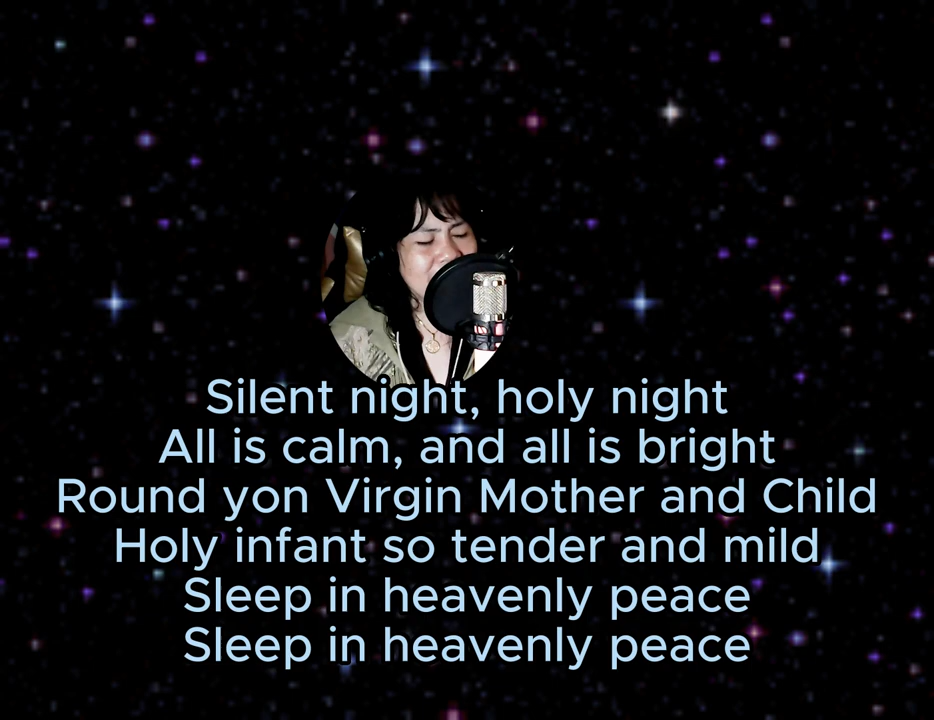 Silent night, holy night
All is calm, and all is bright
Round yon Virgin Mother and Child
Holy infant so tender and mild
Sleep in heavenly peace
Sleep in heavenly peace